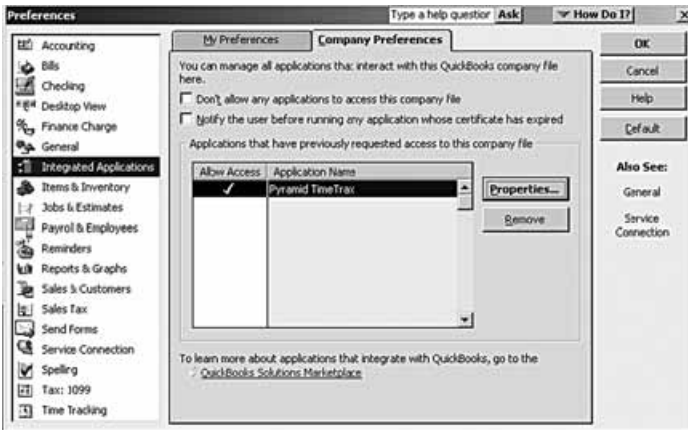 Preferences
Type a help question Ask
How Do I?
My Preferences
Company Preferences
Accounting
Bills
Checking
Desktop View
Finance Charge
General
Integrated Applications
Items & Inventory
Jobs & Estimates
Payroll & Employees
Reminders
Reports & Graphs
Sales & Customers
Sales Tax
Send Forms
Service Connection
Spelling
Tax: 1099
Time Tracking
You can manage all applications that interact with this QuickBooks company file
here.
Don't allow any applications to access this company file
Notify the user before running any application whose certificate has expired
Applications that have previously requested access to this company file
Allow Access Application Name
Pyramid TimeTrax
Properties...
Remove
To learn more about applications that integrate with QuickBooks, go to the
QuickBooks Solutions Marketplace
OK
Cancel
Help
Default
Also See:
General
Service
Connection